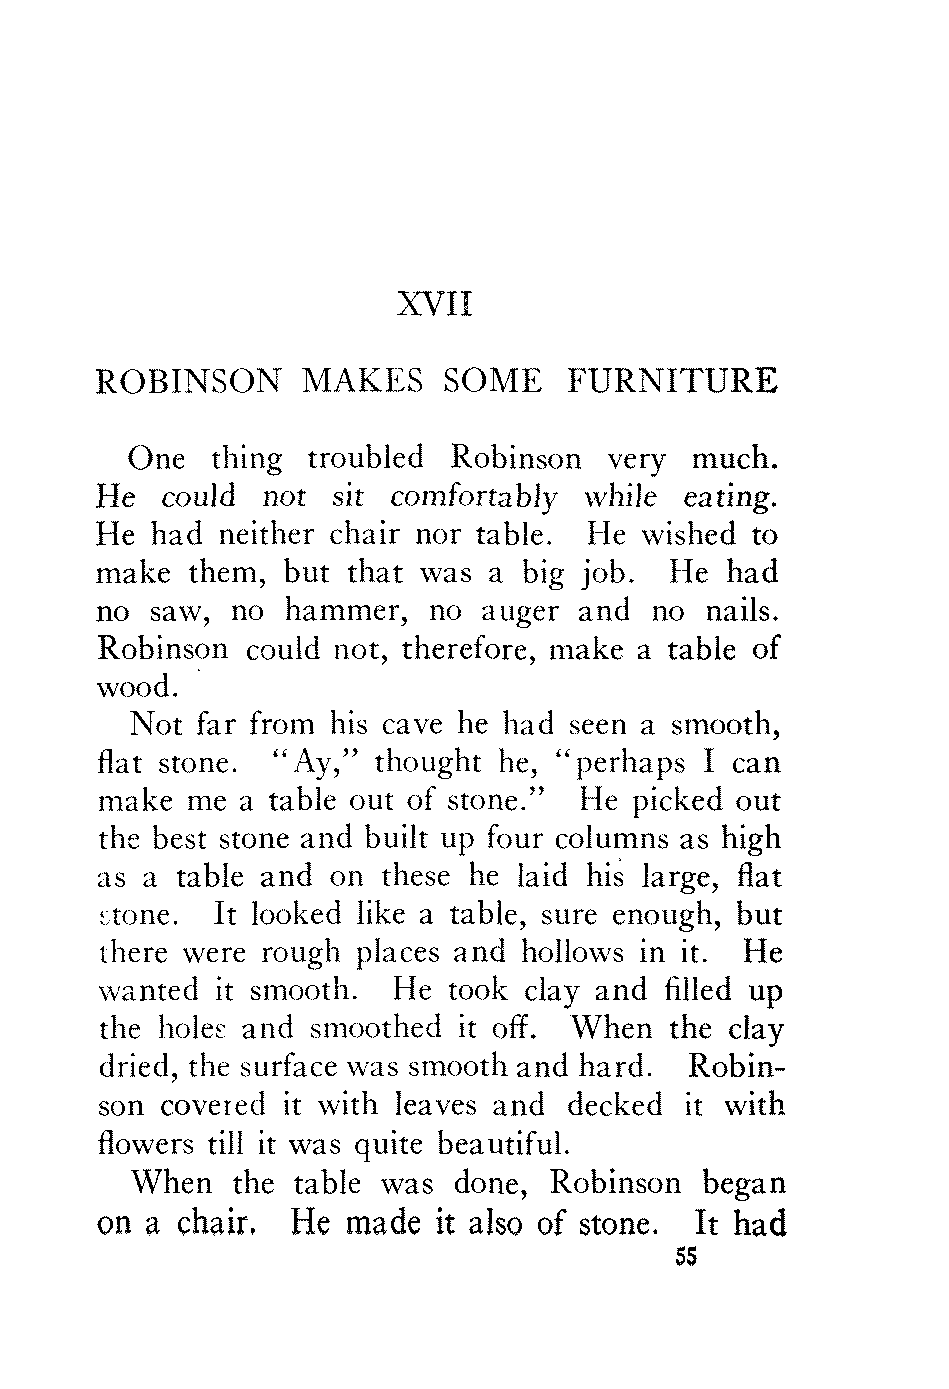 XVII
ROBINSON MAKES SOME FURNITURE
One thing troubled Robinson very much.
He could not sit comfortably while eating.
He had neither chair nor table. He wished to
make them, but that was a big job. He had
no saw, no hammer, no auger and no nails.
Robinson could not, therefore, make a table of
wood.
Not far from his cave he had seen a smooth,
flat stone. "Ay," thought he, "perhaps I can
make me a table out of stone." He picked out
the best stone and built up four columns as high
as a table and on these he laid his large, flat
stone. It looked like a table, sure enough, but
there were rough places and hollows in it. He
wanted it smooth. He took clay and filled up
the holes and smoothed it off. When the clay
dried, the surface was smooth and hard. Robin-
son covered it with leaves and decked it with
flowers till it was quite beautiful.
When the table was done, Robinson began
on a chair. He made it also of stone. It had
55